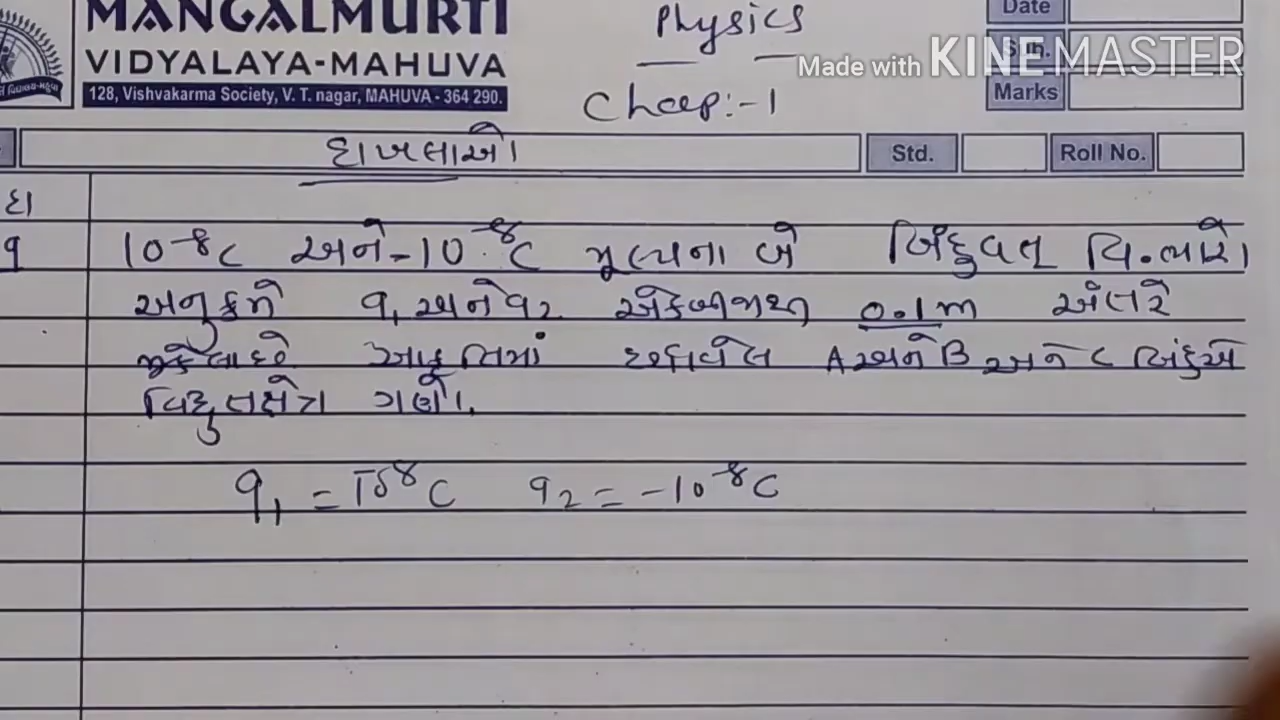 MANGALMURTI
VIDYALAYA-MAHUVA
128, Vishvakarma Society, V. T. nagar, MAHUVA - 364 290.
Physics
Chap:-1
Date
Sub.
Marks
Made with KINEMASTER
દાખલાઓ
Std.
Roll No.
દા
1 10⁻⁸C અને -10⁻⁸C મૂલ્યના બે બિંદુવત્ વિ.ભારો
અનુક્રમે q₁ અને q₂ એકબીજાથી 0.1m અંતરે
મૂકેલા છે આકૃતિમાં દર્શાવેલ A અને B અને C બિંદુએ
વિદ્યુતક્ષેત્ર ગણો.
q₁ = 10⁻⁸C q₂ = -10⁻⁸C